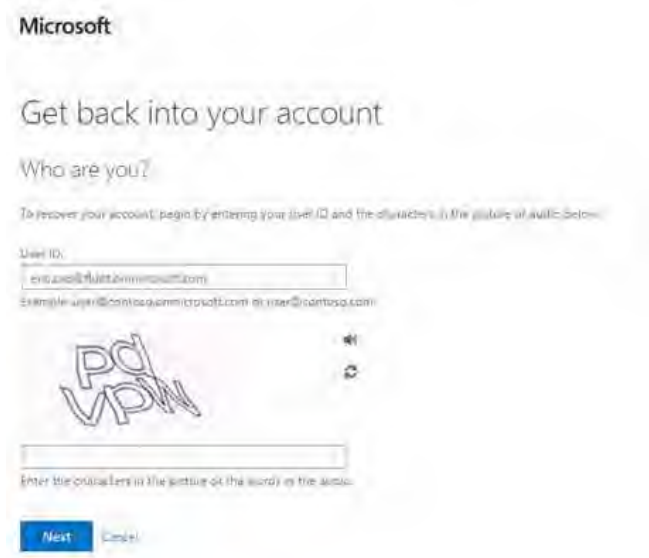 Microsoft
Get back into your account
Who are you?
To recover your account, begin by entering your user ID and the characters in the picture or audio below.
User ID:
Example: user@contoso.onmicrosoft.com or user@contoso.com
Pd
VPW
Enter the characters in the picture or the words in the audio.
Next Cancel